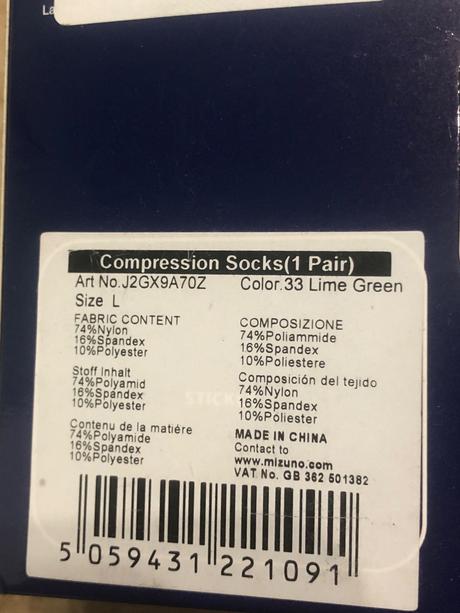 La
Compression Socks(1 Pair)
Art No.J2GX9A70Z Color.33 Lime Green
Size L
FABRIC CONTENT
74%Nylon
16%Spandex
10%Polyester
Stoff Inhalt
74%Polyamid
16%Spandex
10%Polyester
Contenu de la matiére
74%Polyamide
16%Spandex
10%Polyester
COMPOSIZIONE
74%Poliammide
16%Spandex
10%Poliestere
Composición del tejido
74%Nylon
16%Spandex
10%Poliester
MADE IN CHINA
Contact to
www.mizuno.com
VAT No. GB 362 501382
5 059431 221091